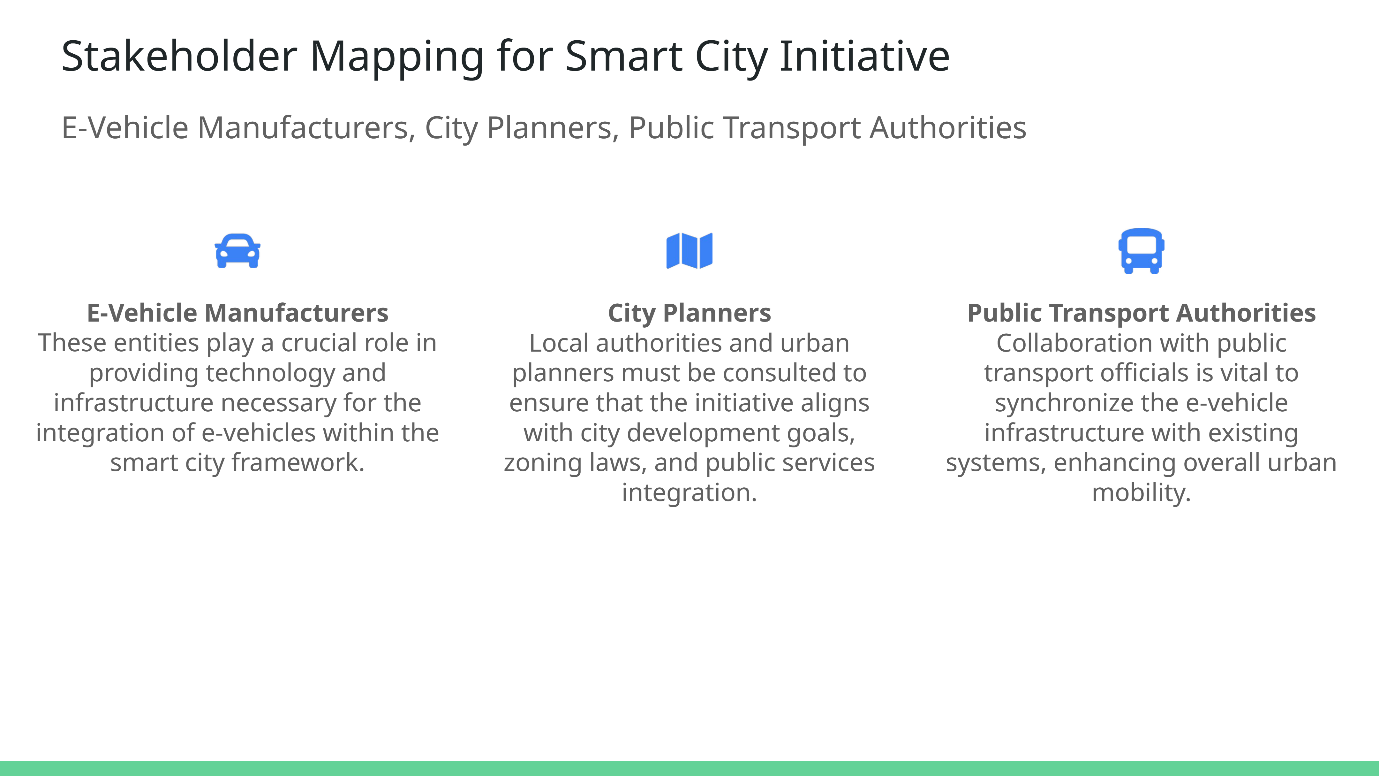 Stakeholder Mapping for Smart City Initiative
E-Vehicle Manufacturers, City Planners, Public Transport Authorities
E-Vehicle Manufacturers
These entities play a crucial role in
providing technology and
infrastructure necessary for the
integration of e-vehicles within the
smart city framework.
City Planners
Local authorities and urban
planners must be consulted to
ensure that the initiative aligns
with city development goals,
zoning laws, and public services
integration.
Public Transport Authorities
Collaboration with public
transport officials is vital to
synchronize the e-vehicle
infrastructure with existing
systems, enhancing overall urban
mobility.